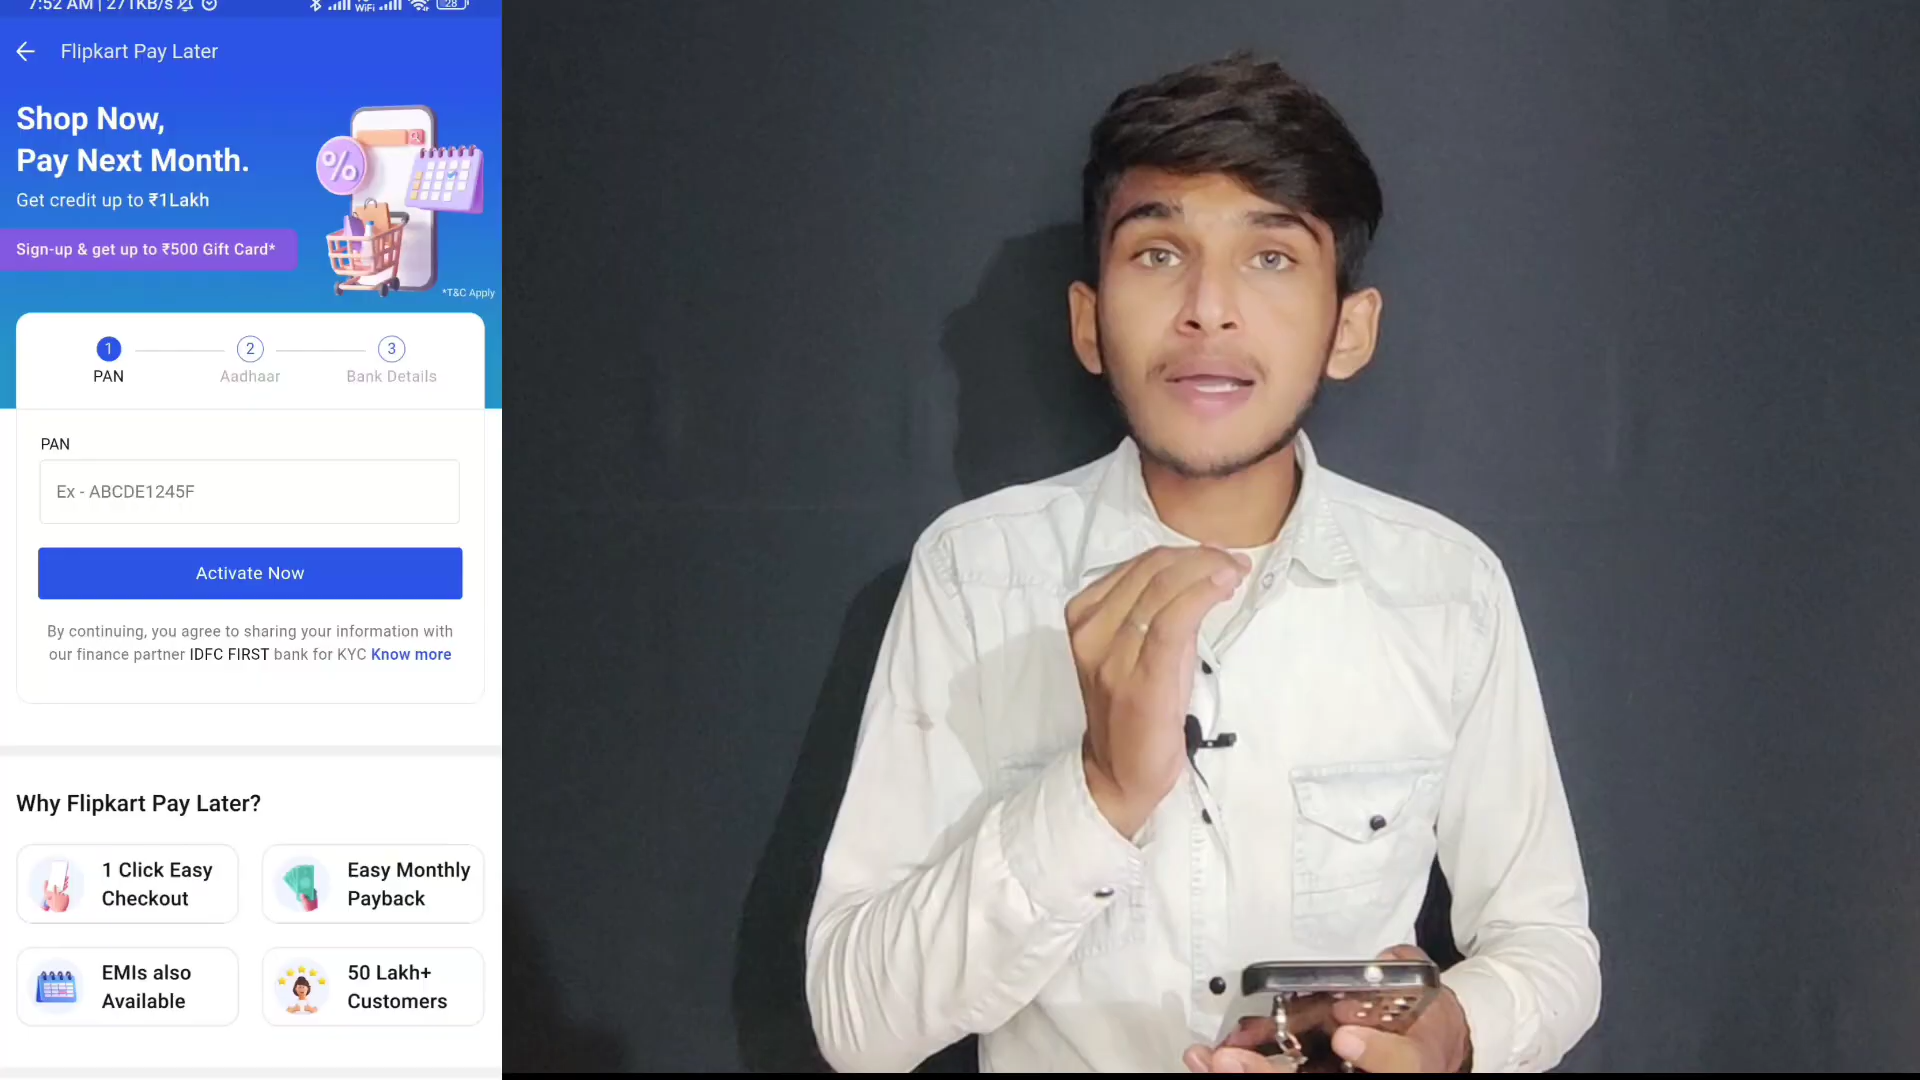 7:52 AM | 271KB/s
WiFi
28
Flipkart Pay Later
Shop Now,
Pay Next Month.
Get credit up to ₹1Lakh
Sign-up & get up to ₹500 Gift Card*
%
*T&C Apply
1
2
3
PAN
Aadhaar
Bank Details
PAN
Ex - ABCDE1245F
Activate Now
By continuing, you agree to sharing your information with
our finance partner IDFC FIRST bank for KYC Know more
Why Flipkart Pay Later?
1 Click Easy
Checkout
Easy Monthly
Payback
EMIs also
Available
50 Lakh+
Customers